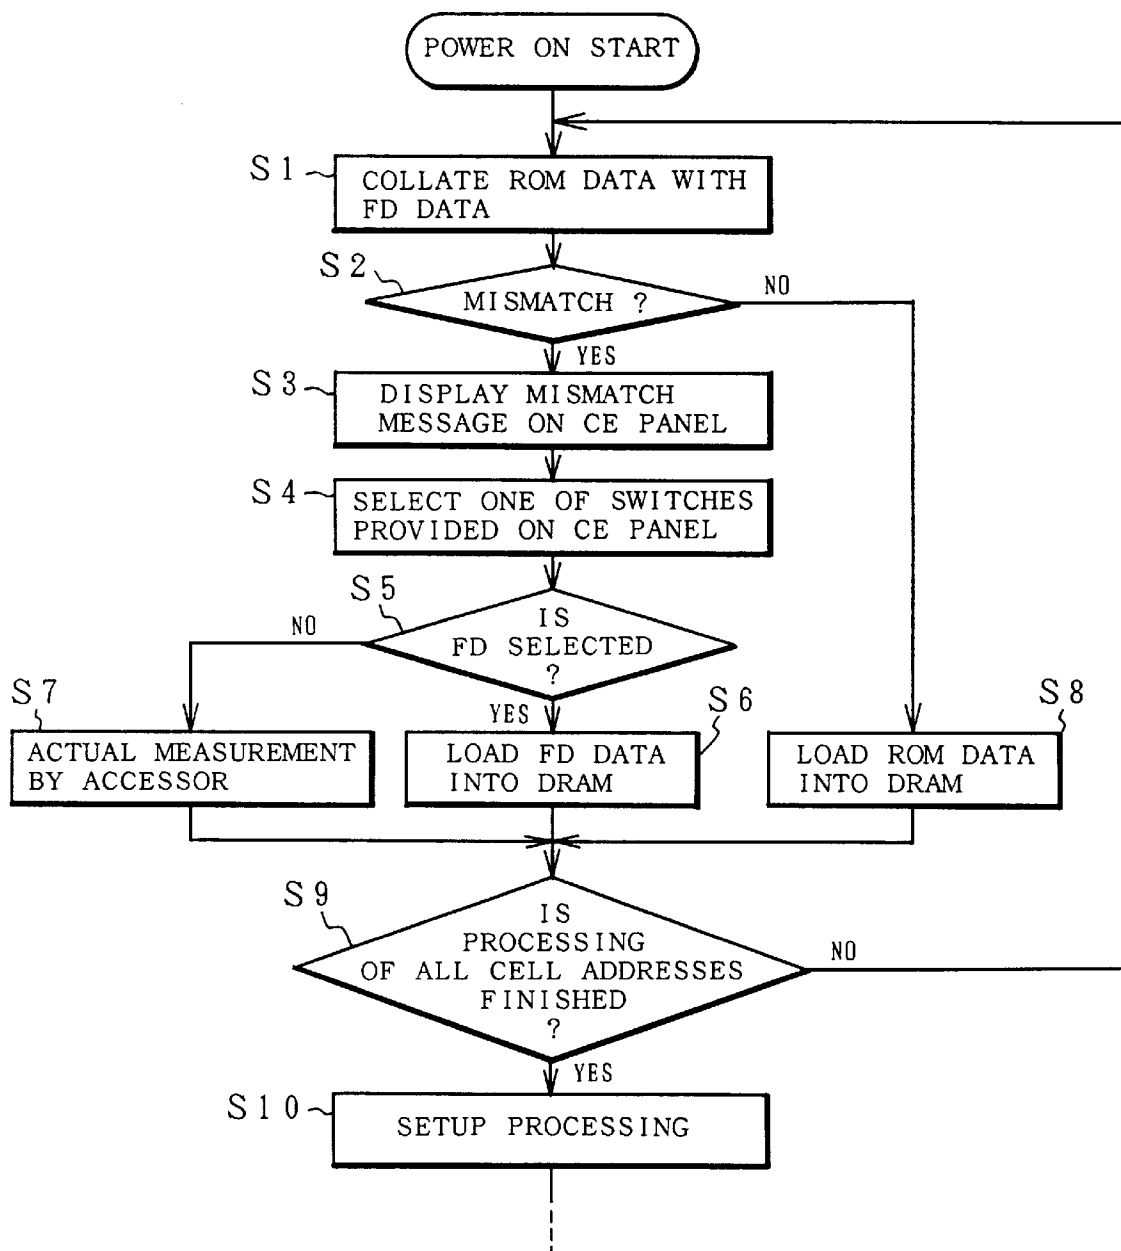 POWER ON START
S1
COLLATE ROM DATA WITH
FD DATA
S2
MISMATCH ?
NO
YES
S3
DISPLAY MISMATCH
MESSAGE ON CE PANEL
S4
SELECT ONE OF SWITCHES
PROVIDED ON CE PANEL
S5
IS
FD SELECTED
?
NO
YES
S7
ACTUAL MEASUREMENT
BY ACCESSOR
S6
LOAD FD DATA
INTO DRAM
S8
LOAD ROM DATA
INTO DRAM
S9
IS
PROCESSING
OF ALL CELL ADDRESSES
FINISHED
?
NO
YES
S10
SETUP PROCESSING